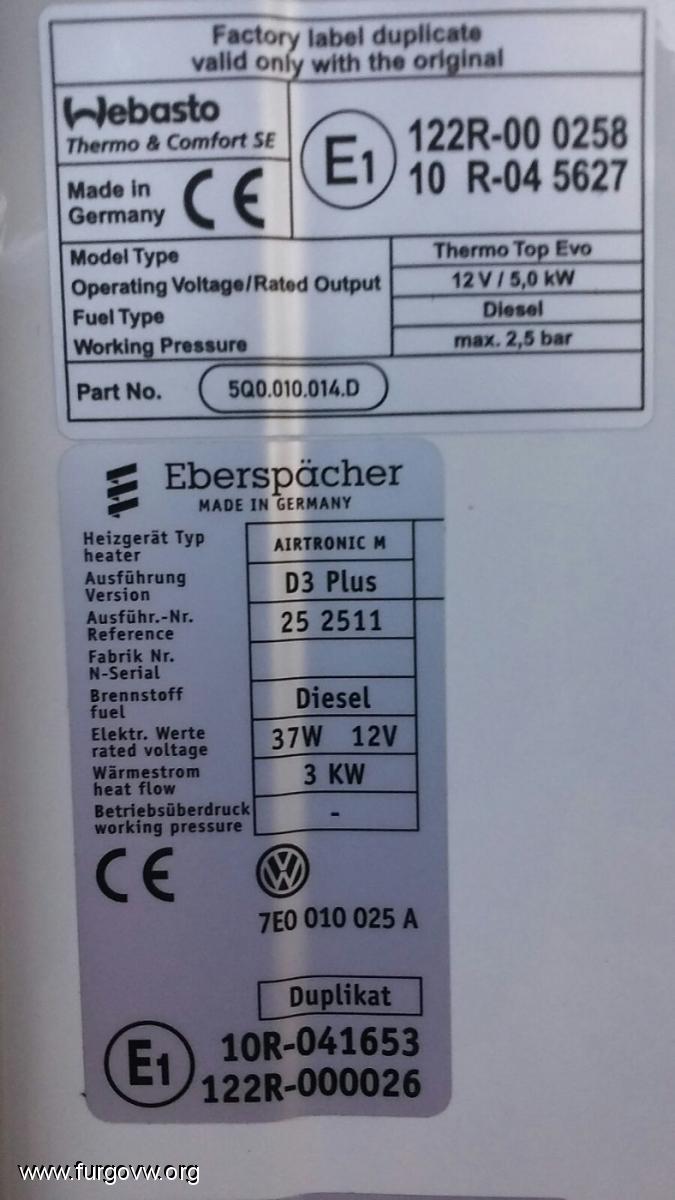 Factory label duplicate
valid only with the original
Webasto
Thermo & Comfort SE
Made in
Germany
CE
E1
122R-00 0258
10 R-04 5627
Model Type Thermo Top Evo
Operating Voltage/Rated Output 12 V / 5,0 kW
Fuel Type Diesel
Working Pressure max. 2,5 bar
Part No. 5Q0.010.014.D
Eberspächer
MADE IN GERMANY
Heizgerät Typ
heater
AIRTRONIC M
Ausführung
Version
D3 Plus
Ausführ.-Nr.
Reference
25 2511
Fabrik Nr.
N-Serial
Brennstoff
fuel
Diesel
Elektr. Werte
rated voltage
37W 12V
Wärmestrom
heat flow
3 KW
Betriebsüberdruck
working pressure
-
CE
VW
7E0 010 025 A
Duplikat
E1
10R-041653
122R-000026
www.furgovw.org